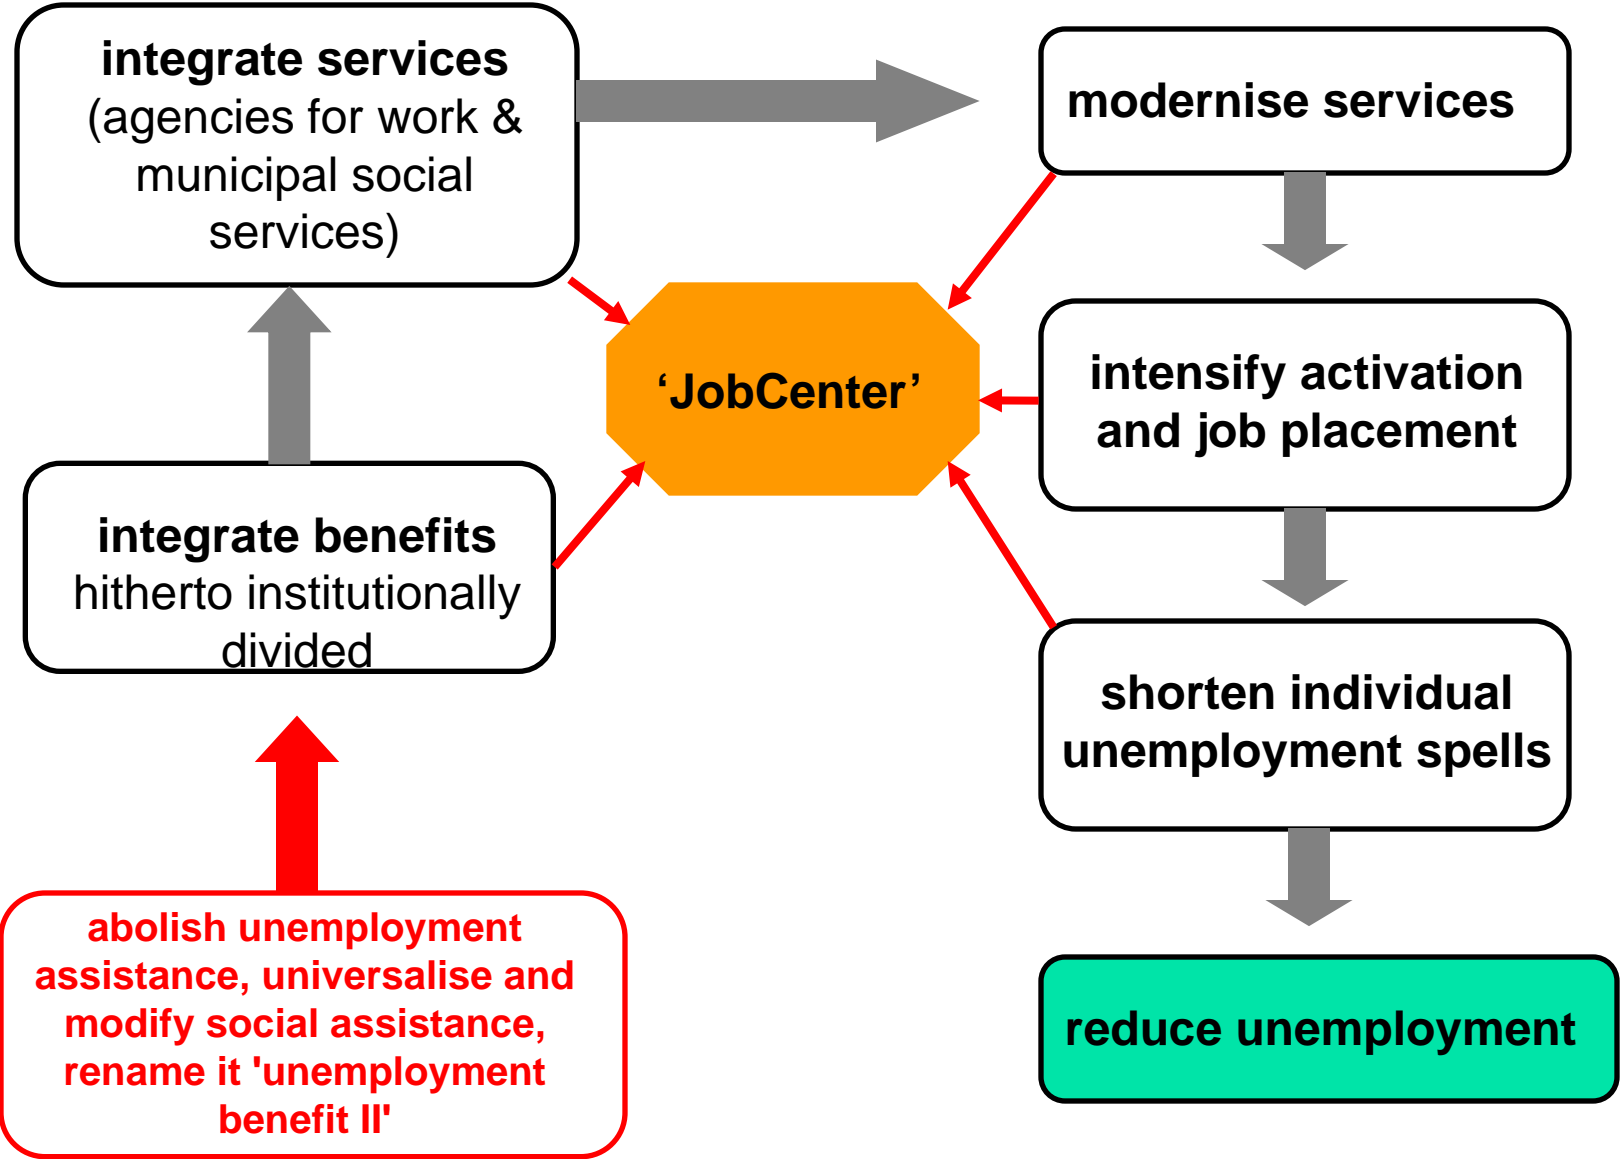 integrate services
(agencies for work &
municipal social
services)
modernise services
‘JobCenter’
intensify activation
and job placement
integrate benefits
hitherto institutionally
divided
shorten individual
unemployment spells
abolish unemployment
assistance, universalise and
modify social assistance,
rename it 'unemployment
benefit II'
reduce unemployment